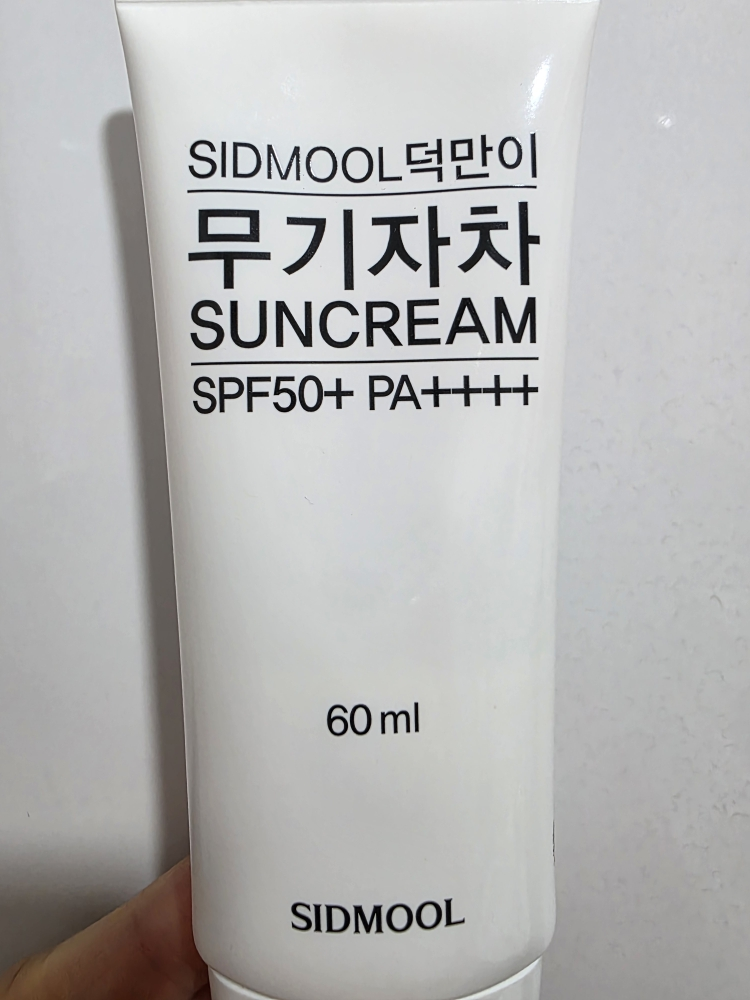 SIDMOOL덕만이
무기자차
SUNCREAM
SPF50+ PA++++
60 ml
SIDMOOL